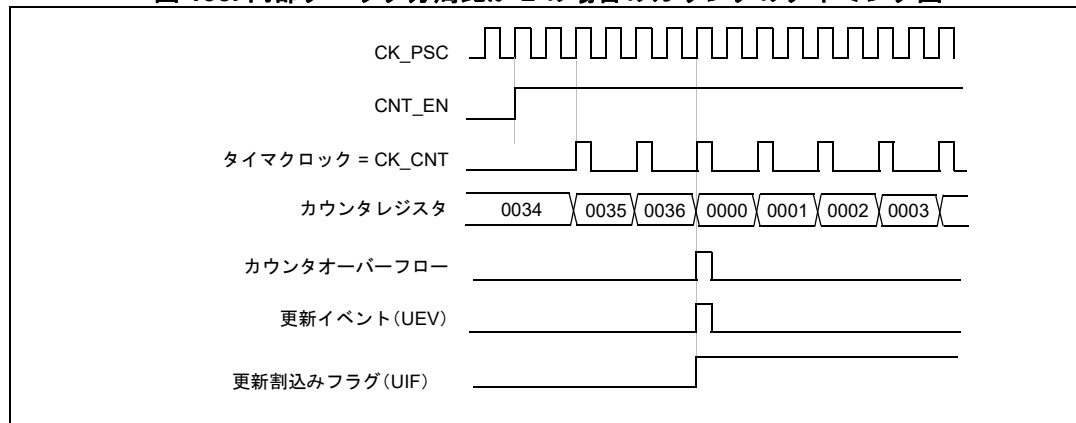 CK_PSC
CNT_EN
タイマクロック = CK_CNT
カウンタレジスタ 0034 0035 0036 0000 0001 0002 0003
カウンタオーバーフロー
更新イベント(UEV)
更新割込みフラグ(UIF)